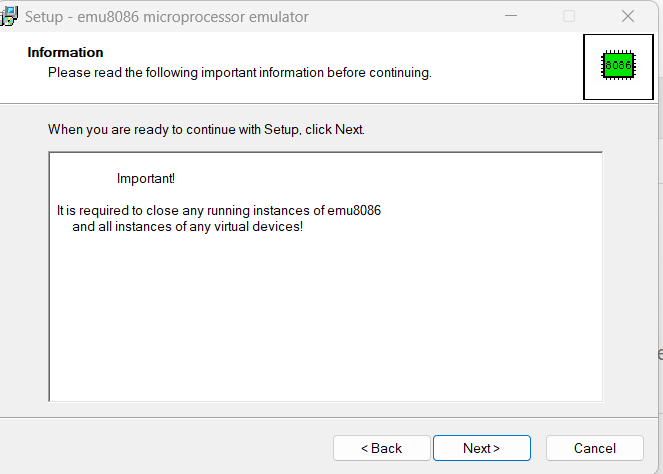 Setup - emu8086 microprocessor emulator
Information
Please read the following important information before continuing.
8086
When you are ready to continue with Setup, click Next.
Important!
It is required to close any running instances of emu8086
and all instances of any virtual devices!
< Back
Next >
Cancel